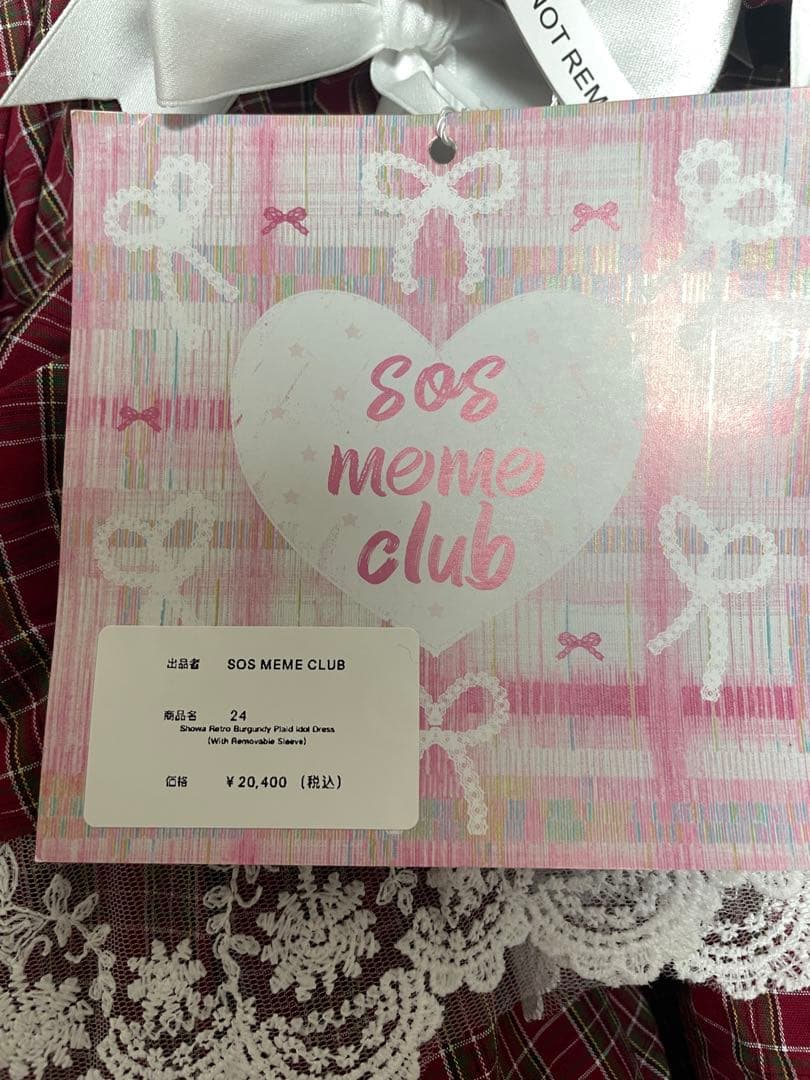 NOT REM
sos
meme
club
出品者 SOS MEME CLUB
商品名 24
Showa Retro Burgundy Plaid Idol Dress
(With Removable Sleeve)
価格 ¥20,400 (税込)